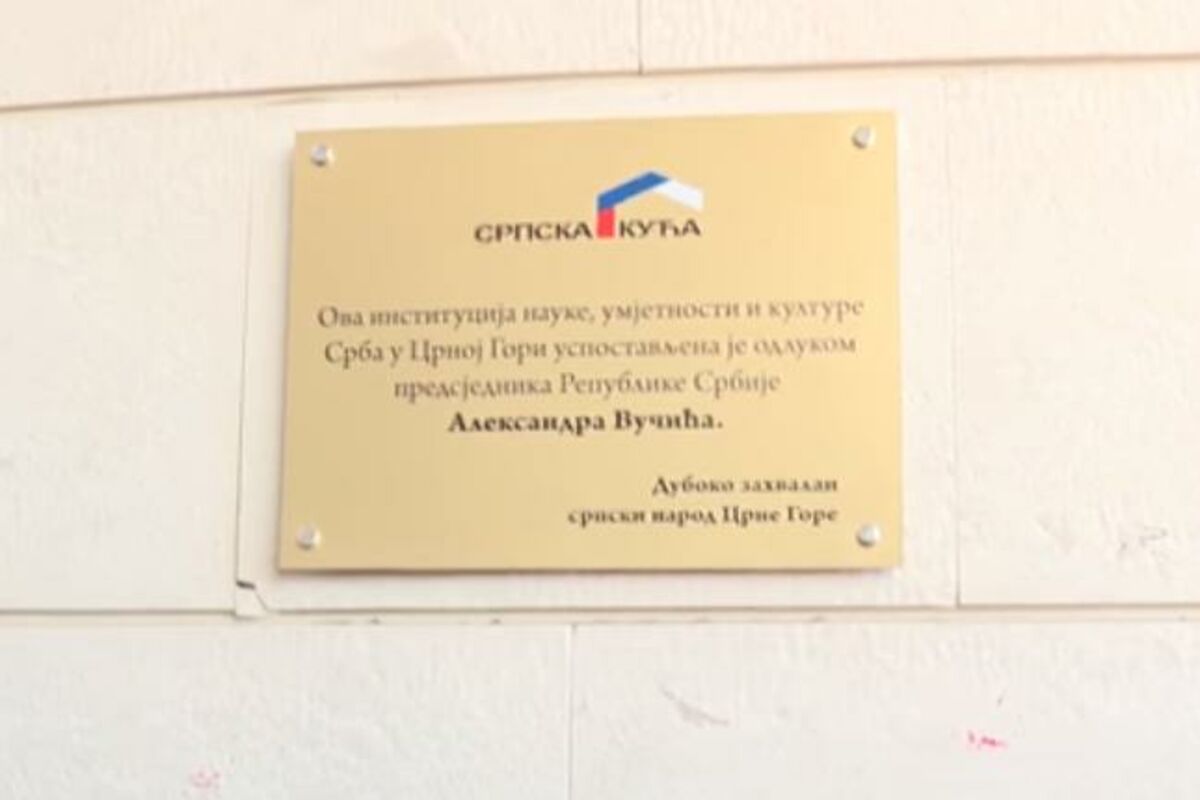 СРПСКА КУЋА
Ова институција науке, умјетности и културе
Срба у Црној Гори успостављена је одлуком
предсједника Републике Србије
Александра Вучића.
Дубоко захвалан
српски народ Црне Горе